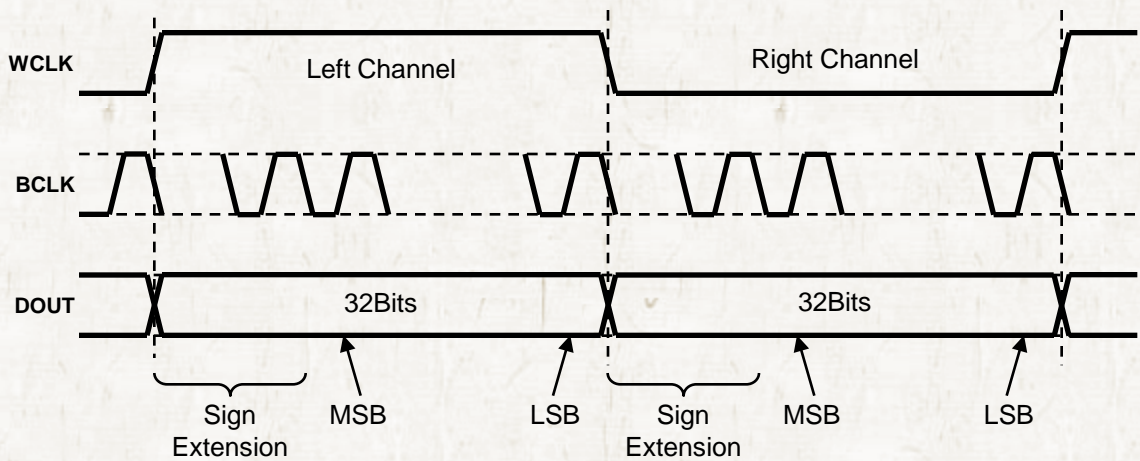 WCLK
Left Channel
Right Channel
BCLK
DOUT
32Bits
32Bits
Sign
Extension
MSB
LSB
Sign
Extension
MSB
LSB